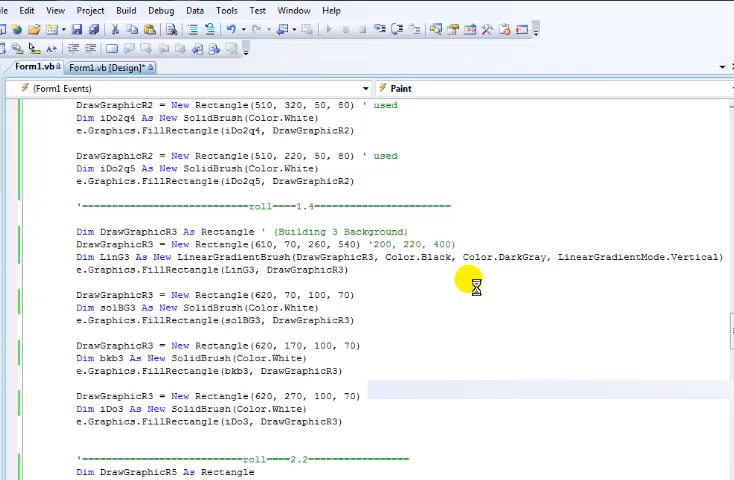 ile Edit View Project Build Debug Data Tools Test Window Help
Form1.vb Form1.vb [Design]*
(Form1 Events) Paint
DrawGraphicR2 = New Rectangle(510, 320, 50, 80) ' used
Dim iDo2q4 As New SolidBrush(Color.White)
e.Graphics.FillRectangle(iDo2q4, DrawGraphicR2)
DrawGraphicR2 = New Rectangle(510, 220, 50, 80) ' used
Dim iDo2q5 As New SolidBrush(Color.White)
e.Graphics.FillRectangle(iDo2q5, DrawGraphicR2)
'==========================roll====1.4=======================
Dim DrawGraphicR3 As Rectangle ' (Building 3 Background)
DrawGraphicR3 = New Rectangle(610, 70, 260, 540) '200, 220, 400)
Dim LinG3 As New LinearGradientBrush(DrawGraphicR3, Color.Black, Color.DarkGray, LinearGradientMode.Vertical)
e.Graphics.FillRectangle(LinG3, DrawGraphicR3)
DrawGraphicR3 = New Rectangle(620, 70, 100, 70)
Dim solBG3 As New SolidBrush(Color.White)
e.Graphics.FillRectangle(solBG3, DrawGraphicR3)
DrawGraphicR3 = New Rectangle(620, 170, 100, 70)
Dim bkb3 As New SolidBrush(Color.White)
e.Graphics.FillRectangle(bkb3, DrawGraphicR3)
DrawGraphicR3 = New Rectangle(620, 270, 100, 70)
Dim iDo3 As New SolidBrush(Color.White)
e.Graphics.FillRectangle(iDo3, DrawGraphicR3)
'=========================roll====2.2=================
Dim DrawGraphicR5 As Rectangle